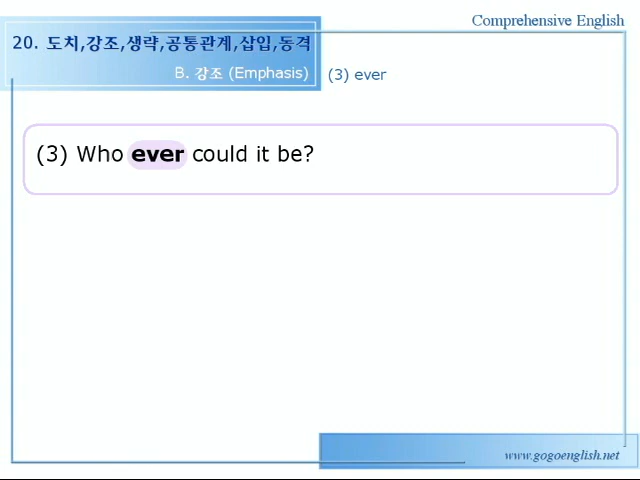 Comprehensive English
20. 도치,강조,생략,공통관계,삽입,동격
B. 강조 (Emphasis)
(3) ever
(3) Who ever could it be?
www.gogoenglish.net